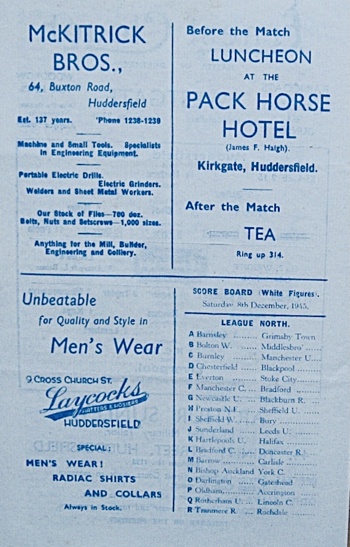 McKITRICK
BROS.,
64, Buxton Road,
Huddersfield
Est. 137 years. 'Phone 1238-1239
Machine and Small Tools. Specialists
in Engineering Equipment.
Portable Electric Drills.
Electric Grinders.
Welders and Sheet Metal Workers.
Our Stock of Files—700 doz.
Bolts, Nuts and Setscrews—1,000 sizes.
Anything for the Mill, Builder,
Engineering and Colliery.
Before the Match
LUNCHEON
AT THE
PACK HORSE
HOTEL
(James F. Haigh).
Kirkgate, Huddersfield.
After the Match
TEA
Ring up 314.
Unbeatable
for Quality and Style in
Men's Wear
9 CROSS CHURCH ST.
Laycocks
HATTERS & HOSIERS
HUDDERSFIELD
SPECIAL:
MEN'S WEAR!
RADIAC SHIRTS
AND COLLARS
Always in Stock.
SCORE BOARD (White Figures).
Saturday, 8th December, 1945.
LEAGUE NORTH.
A Barnsley ...... Grimsby Town
B Bolton W. ...... Middlesbro'
C Burnley ...... Manchester U.
D Chesterfield ...... Blackpool
E Everton ...... Stoke City
F Manchester C. ...... Bradford
G Newcastle U. ...... Blackburn R.
H Preston N.E. ...... Sheffield U.
I Sheffield W. ...... Bury
J Sunderland ...... Leeds U.
K Hartlepools U. ...... Halifax
L Bradford C. ...... Doncaster R.
M Barrow ...... Carlisle
N Bishop Auckland York C.
O Darlington ...... Gateshead
P Oldham ...... Accrington
Q Rotherham U. ...... Lincoln C.
R Tranmere R. ...... Rochdale